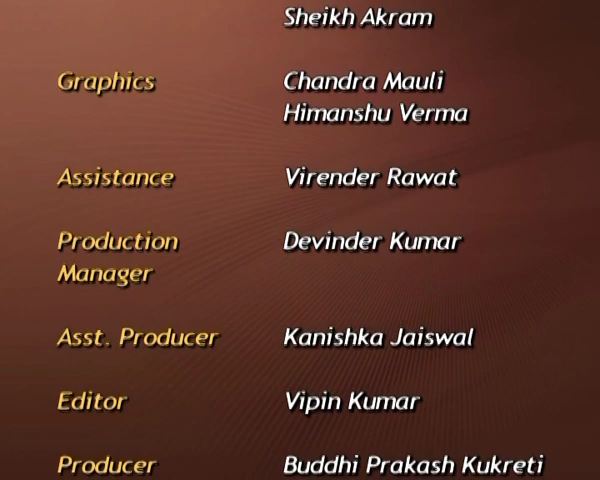 Sheikh Akram
Graphics Chandra Mauli
Himanshu Verma
Assistance Virender Rawat
Production Devinder Kumar
Manager
Asst. Producer Kanishka Jaiswal
Editor Vipin Kumar
Producer Buddhi Prakash Kukreti